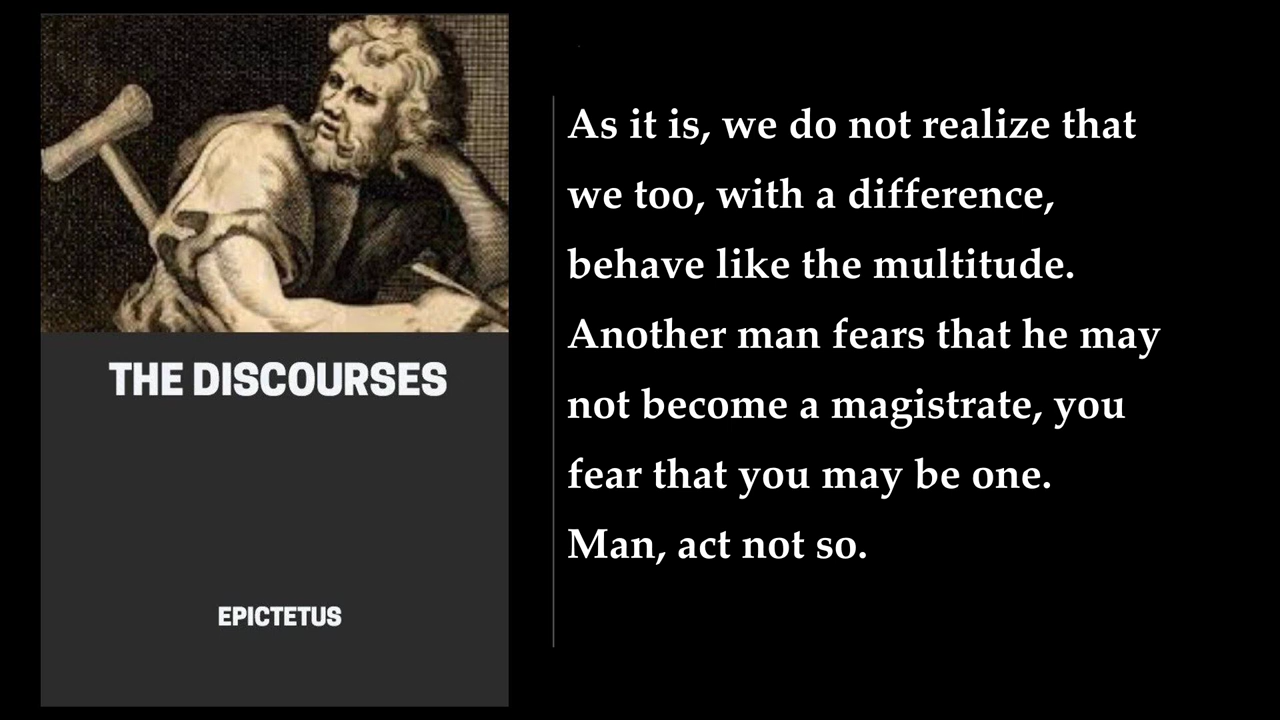 THE DISCOURSES
EPICTETUS
As it is, we do not realize that
we too, with a difference,
behave like the multitude.
Another man fears that he may
not become a magistrate, you
fear that you may be one.
Man, act not so.